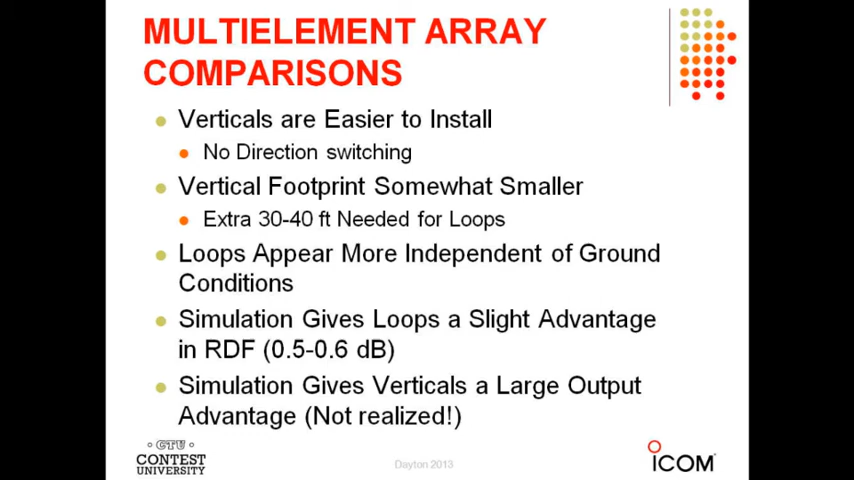 MULTIELEMENT ARRAY
COMPARISONS
Verticals are Easier to Install
No Direction switching
Vertical Footprint Somewhat Smaller
Extra 30-40 ft Needed for Loops
Loops Appear More Independent of Ground
Conditions
Simulation Gives Loops a Slight Advantage
in RDF (0.5-0.6 dB)
Simulation Gives Verticals a Large Output
Advantage (Not realized!)
CTU
CONTEST
UNIVERSITY
Dayton 2013
ICOM